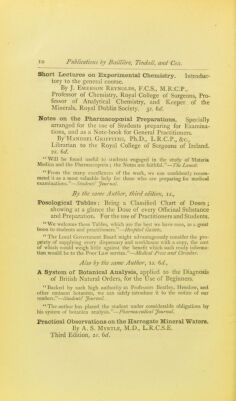 10 Publications by Baillière, Tindall, and Cox.
Short Lectures on Experimental Chemistry. Introduc-
tory to the general course.
By J. EMERSON REYNOLDS, F.C.S., M.R.C.P.,
Professor of Chemistry, Royal College of Surgeons, Pro-
fessor of Analytical Chemistry, and Keeper of the
Minerals, Royal Dublin Society. 3s. 6d.
Notes on the Pharmacopœial Preparations. Specially
arranged for the use of Students preparing for Examina-
tions, and as a Note-book for General Practitioners.
By HANDSEL GRIFFITHS, Ph.D., L.R.C.P., &c.,
Librarian to the Royal College of Surgeons of Ireland.
2s. 6d.
"Will be found useful to students engaged in the study of Materia
Medica and the Pharmacopœia; the Notes are faithful."—The Lancet.
"From the many excellences of the work, we can confidently recom-
mend it as a most valuable help for those who are preparing for medical
examinations."—Students' Journal.
By the same Author, third edition, 1s.,
Posological Tables: Being a Classified Chart of Doses;
showing at a glance the Dose of every Officinal Substance
and Preparation. For the use of Practitioners and Students.
"We welcome these Tables, which are the best we have seen, as a great
boon to students and practitioners."—Hospital Gazette.
"The Local Government Board might advantageously consider the pro-
priety of supplying every dispensary and workhouse with a copy, the cost
of which could weigh little against the benefit which such ready informa-
tion would be to the Poor Law service."—Medical Press and Circular.
Also by the same Author, 1s. 6d.,
A System of Botanical Analysis, applied to the Diagnosis
of British Natural Orders, for the Use of Beginners.
"Backed by such high authority as Professors Bentley, Henslow, and
other eminent botanists, we can safely introduce it to the notice of our
readers."—Students' Journal.
"The author has placed the student under considerable obligations by
his system of botanical analysis."—Pharmaceutical Journal.
Practical Observations on the Harrogate Mineral Waters.
By A. S. MYRTLE, M.D., L.R.C.S.E.
Third Edition, 2s. 6d.